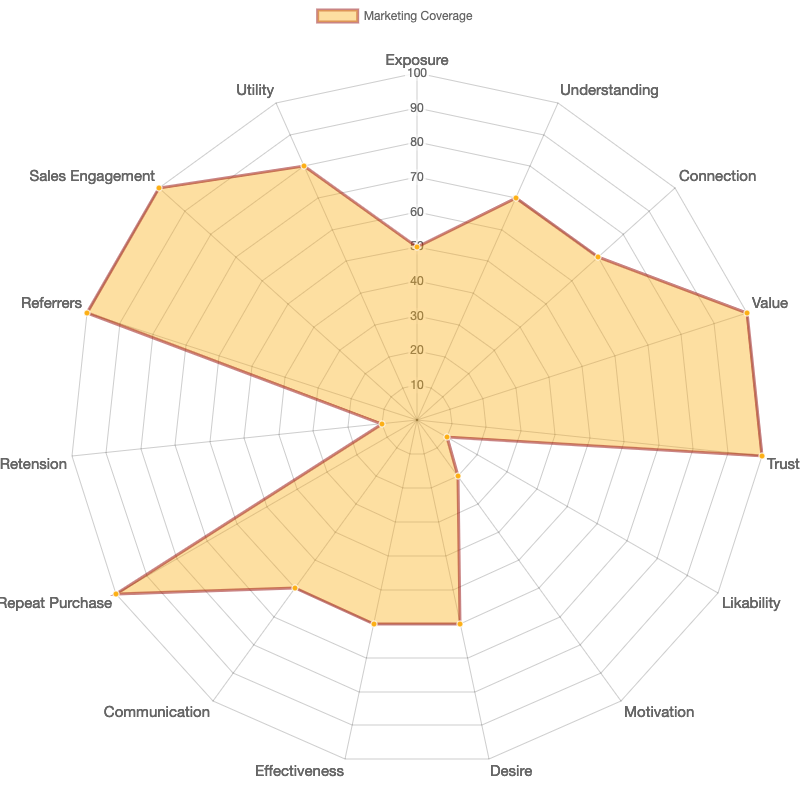 Marketing Coverage
Exposure
Utility
Understanding
Sales Engagement
Connection
Referrers
Value
Retension
Trust
Repeat Purchase
Likability
Communication
Motivation
Effectiveness
Desire
100
90
80
70
60
50
40
30
20
10